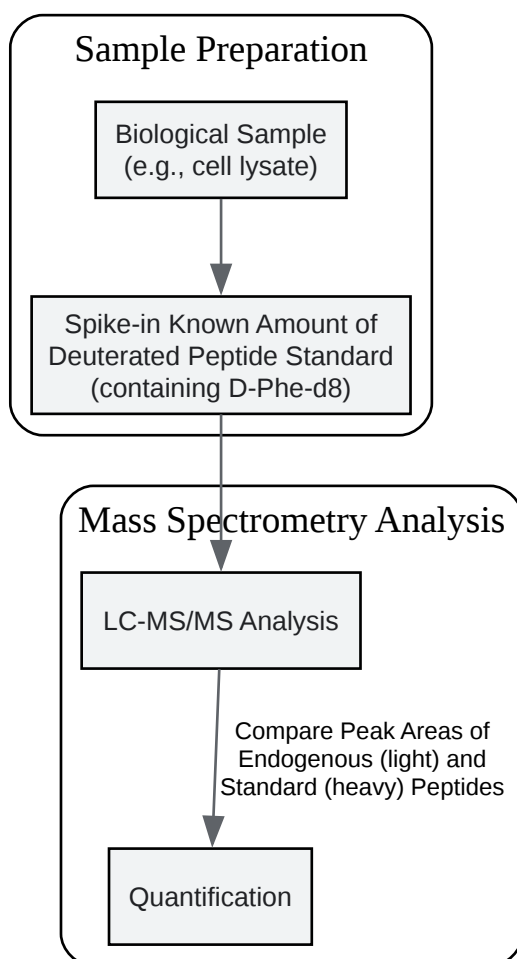 Sample Preparation
Biological Sample
(e.g., cell lysate)
Spike-in Known Amount of
Deuterated Peptide Standard
(containing D-Phe-d8)
Mass Spectrometry Analysis
LC-MS/MS Analysis
Compare Peak Areas of
Endogenous (light) and
Standard (heavy) Peptides
Quantification